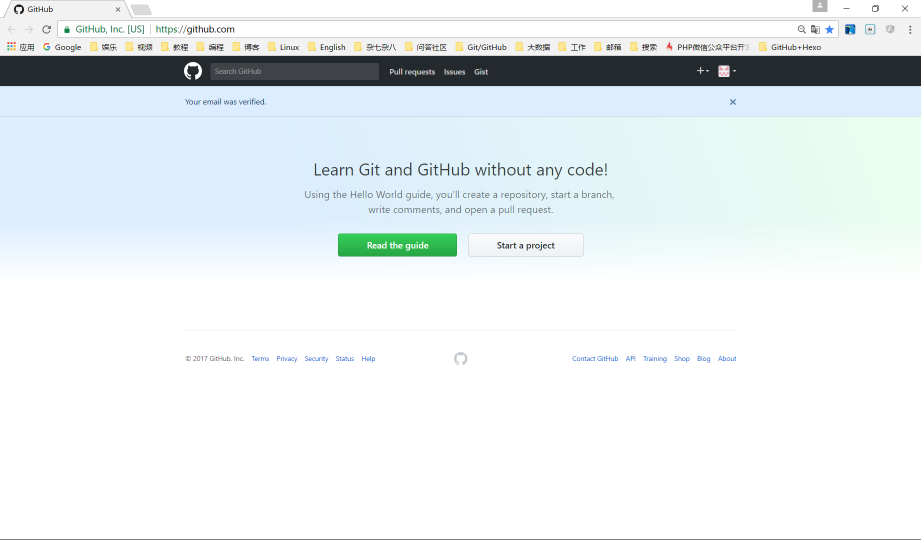 GitHub
GitHub, Inc. [US] https://github.com
应用 Google 娱乐 视频 教程 编程 博客 Linux English 杂七杂八 问答社区 Git/GitHub 大数据 工作 邮箱 搜索 PHP微信公众平台开 GitHub+Hexo
Search GitHub Pull requests Issues Gist
Your email was verified.
Learn Git and GitHub without any code!
Using the Hello World guide, you'll create a repository, start a branch,
write comments, and open a pull request.
Read the guide Start a project
© 2017 GitHub, Inc. Terms Privacy Security Status Help Contact GitHub API Training Shop Blog About